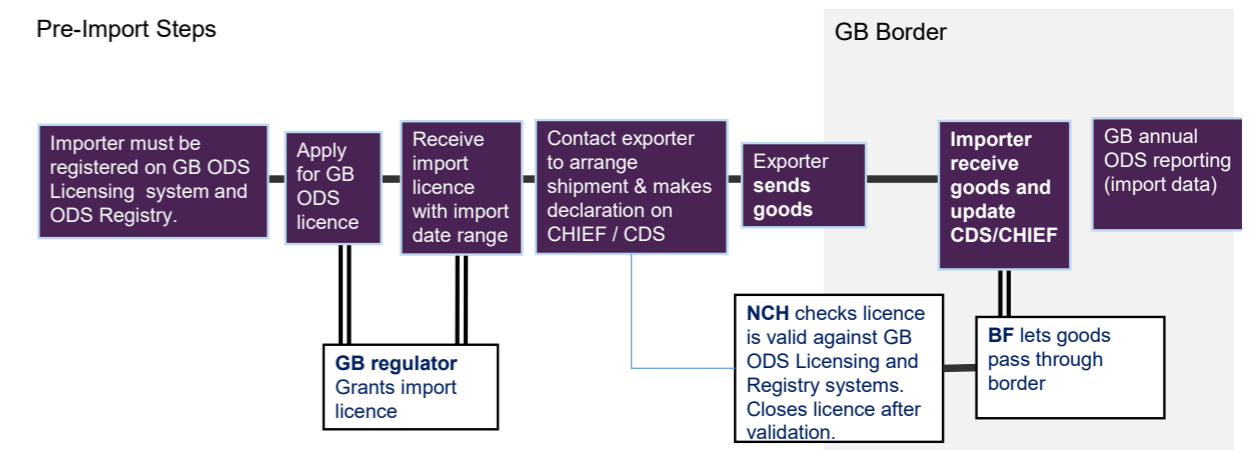 Pre-Import Steps
GB Border
Importer must be
registered on GB ODS
Licensing system and
ODS Registry.
Apply
for GB
ODS
licence
Receive
import
licence
with import
date range
Contact exporter
to arrange
shipment & makes
declaration on
CHIEF / CDS
Exporter
sends
goods
Importer
receive
goods and
update
CDS/CHIEF
GB annual
ODS reporting
(import data)
GB regulator
Grants import
licence
NCH checks licence
is valid against GB
ODS Licensing and
Registry systems.
Closes licence after
validation.
BF lets goods
pass through
border